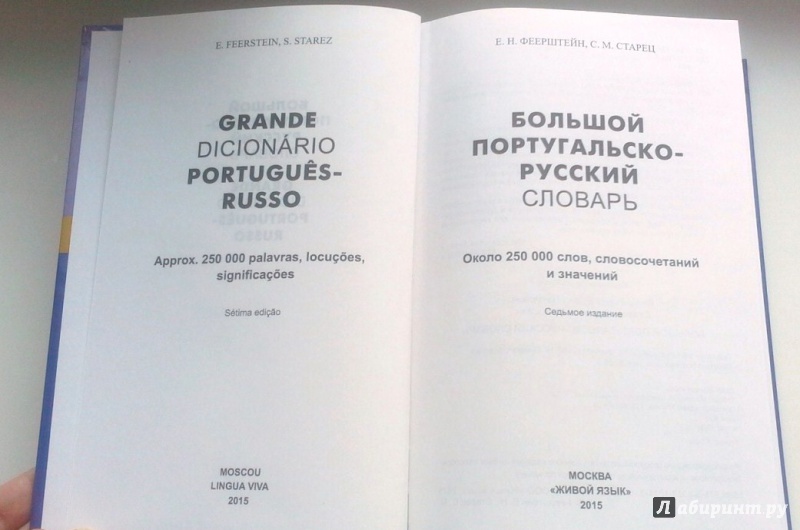 E. FEERSTEIN, S. STAREZ
GRANDE
DICIONÁRIO
PORTUGUÊS-
RUSSO
Approx. 250 000 palavras, locuções,
significações
Sétima edição
MOSCOU
LINGUA VIVA
2015
Е. Н. ФЕЕРШТЕЙН, С. М. СТАРЕЦ
БОЛЬШОЙ
ПОРТУГАЛЬСКО-
РУССКИЙ
СЛОВАРЬ
Около 250 000 слов, словосочетаний
и значений
Седьмое издание
МОСКВА
«ЖИВОЙ ЯЗЫК»
2015
Лабиринт.ру